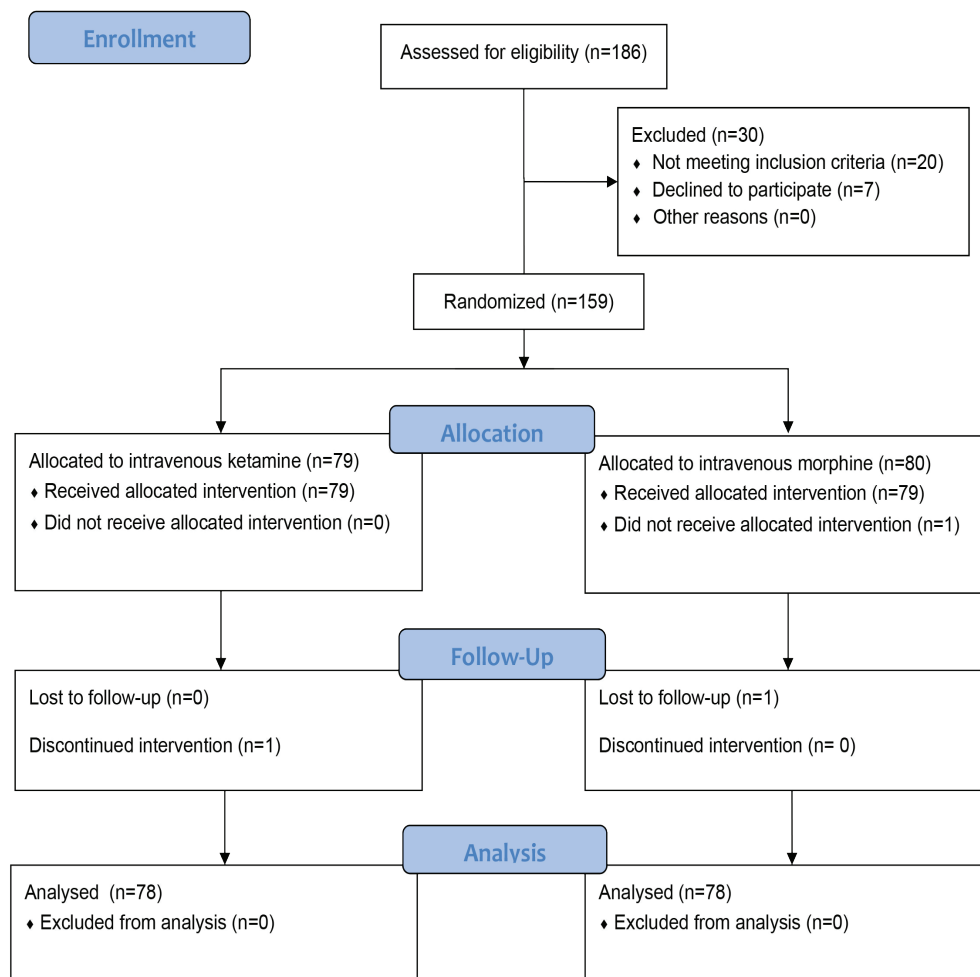 Enrollment
Assessed for eligibility (n=186)
Excluded (n=30)
♦ Not meeting inclusion criteria (n=20)
♦ Declined to participate (n=7)
♦ Other reasons (n=0)
Randomized (n=159)
Allocation
Allocated to intravenous ketamine (n=79)
♦ Received allocated intervention (n=79)
♦ Did not receive allocated intervention (n=0)
Allocated to intravenous morphine (n=80)
♦ Received allocated intervention (n=79)
♦ Did not receive allocated intervention (n=1)
Follow-Up
Lost to follow-up (n=0)
Discontinued intervention (n=1)
Lost to follow-up (n=1)
Discontinued intervention (n= 0)
Analysis
Analysed (n=78)
♦ Excluded from analysis (n=0)
Analysed (n=78)
♦ Excluded from analysis (n=0)